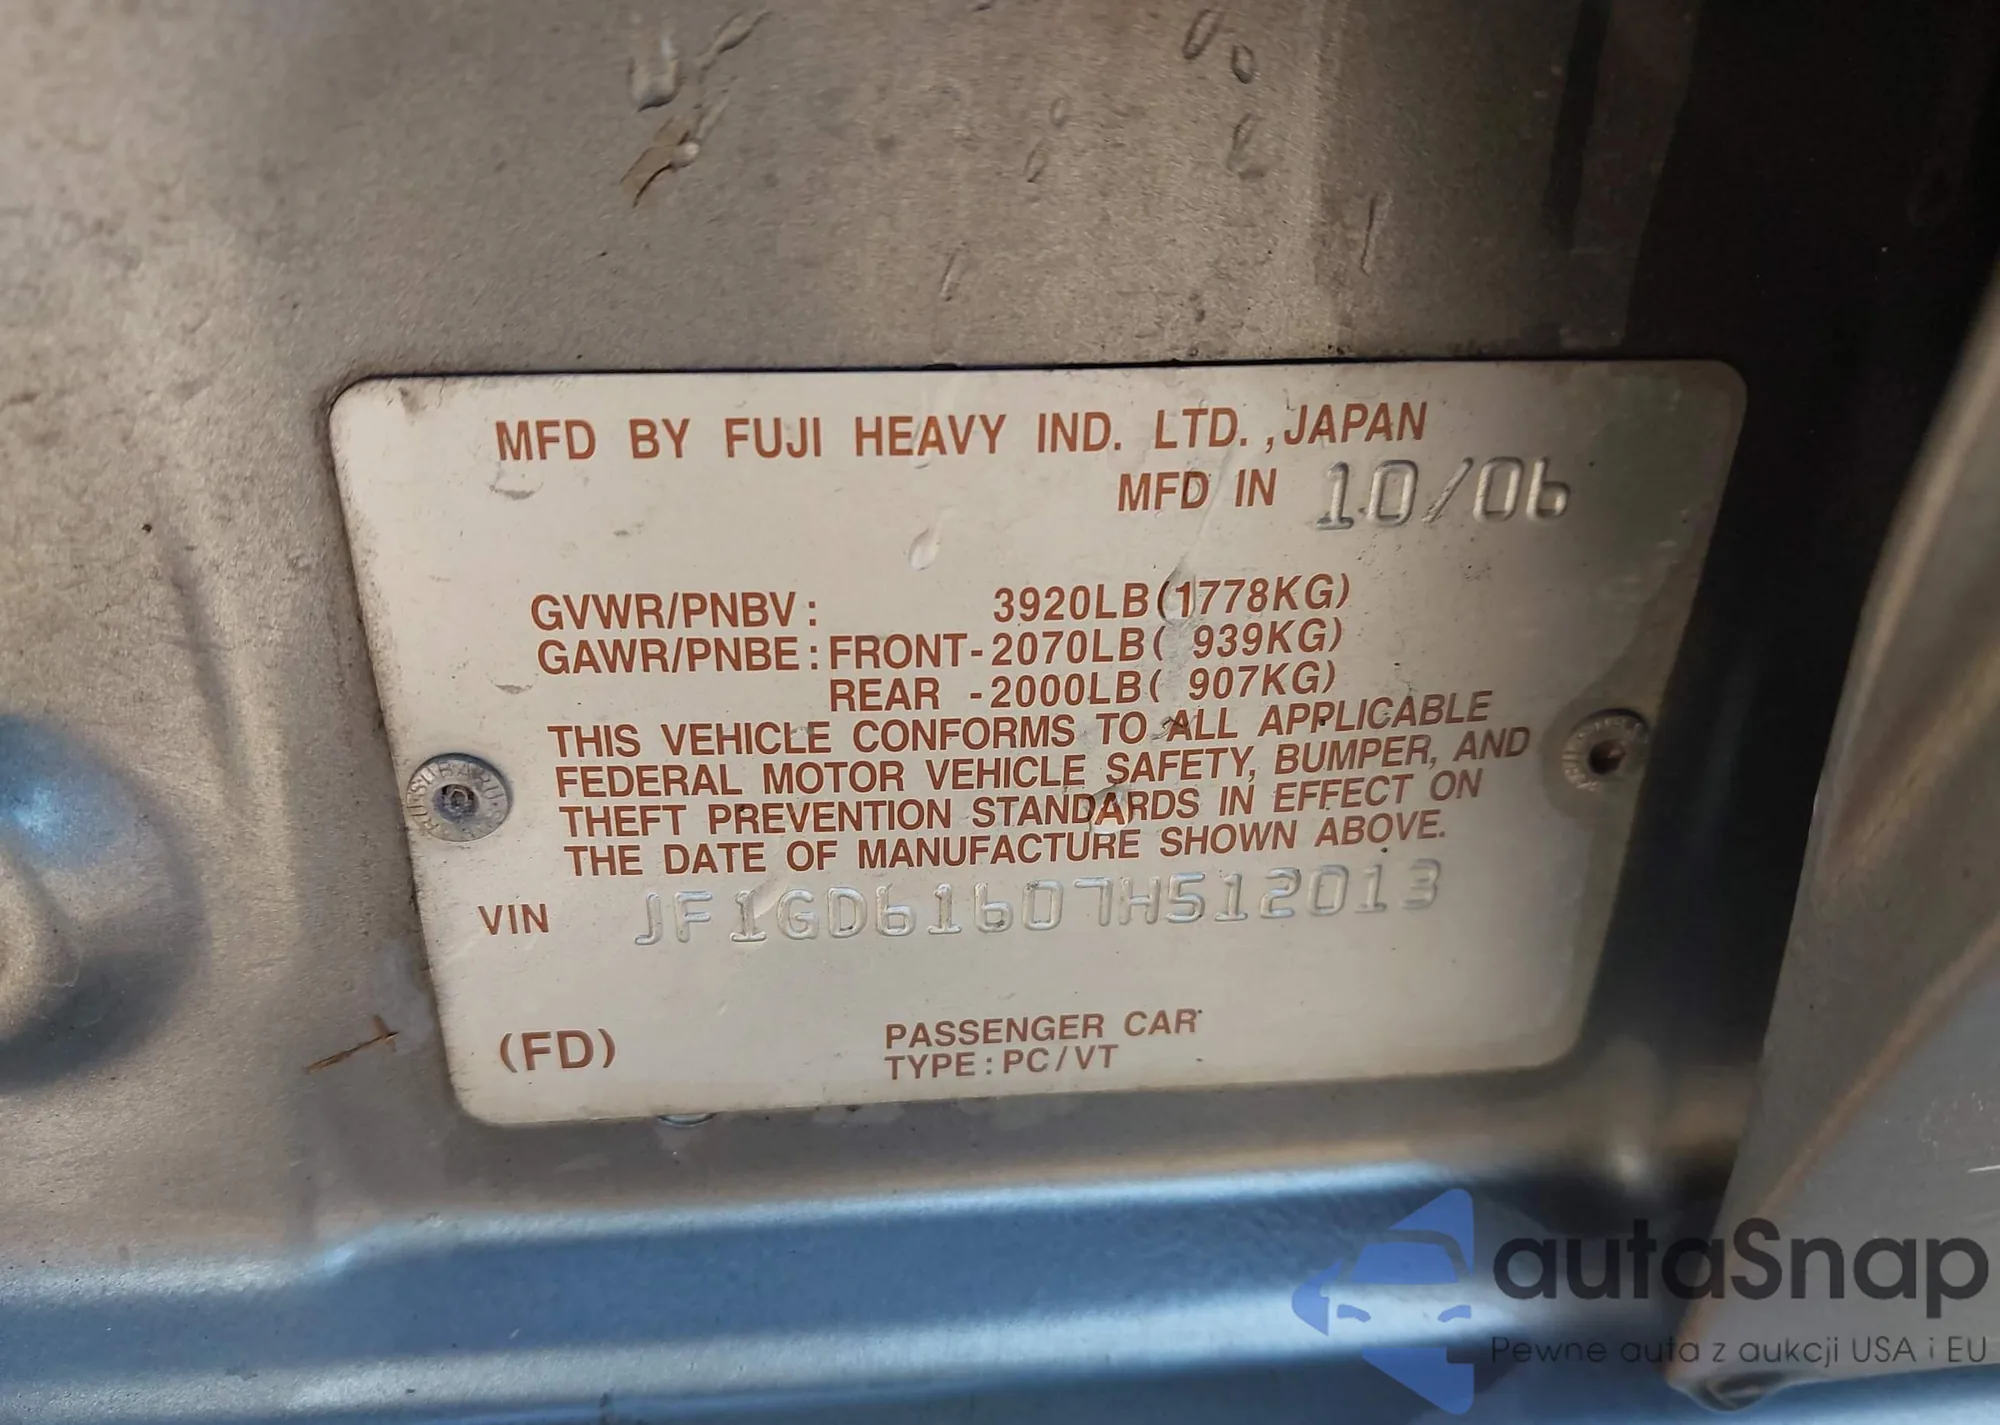 MFD BY FUJI HEAVY IND. LTD.,JAPAN
MFD IN 10/06
GVWR/PNBV: 3920LB(1778KG)
GAWR/PNBE:FRONT-2070LB( 939KG)
REAR -2000LB( 907KG)
THIS VEHICLE CONFORMS TO ALL APPLICABLE
FEDERAL MOTOR VEHICLE SAFETY, BUMPER, AND
THEFT PREVENTION STANDARDS IN EFFECT ON
THE DATE OF MANUFACTURE SHOWN ABOVE.
VIN JF1GD61607H512013
(FD) PASSENGER CAR
TYPE:PC/VT
autaSnap
Pewne auta z aukcji USA i EU